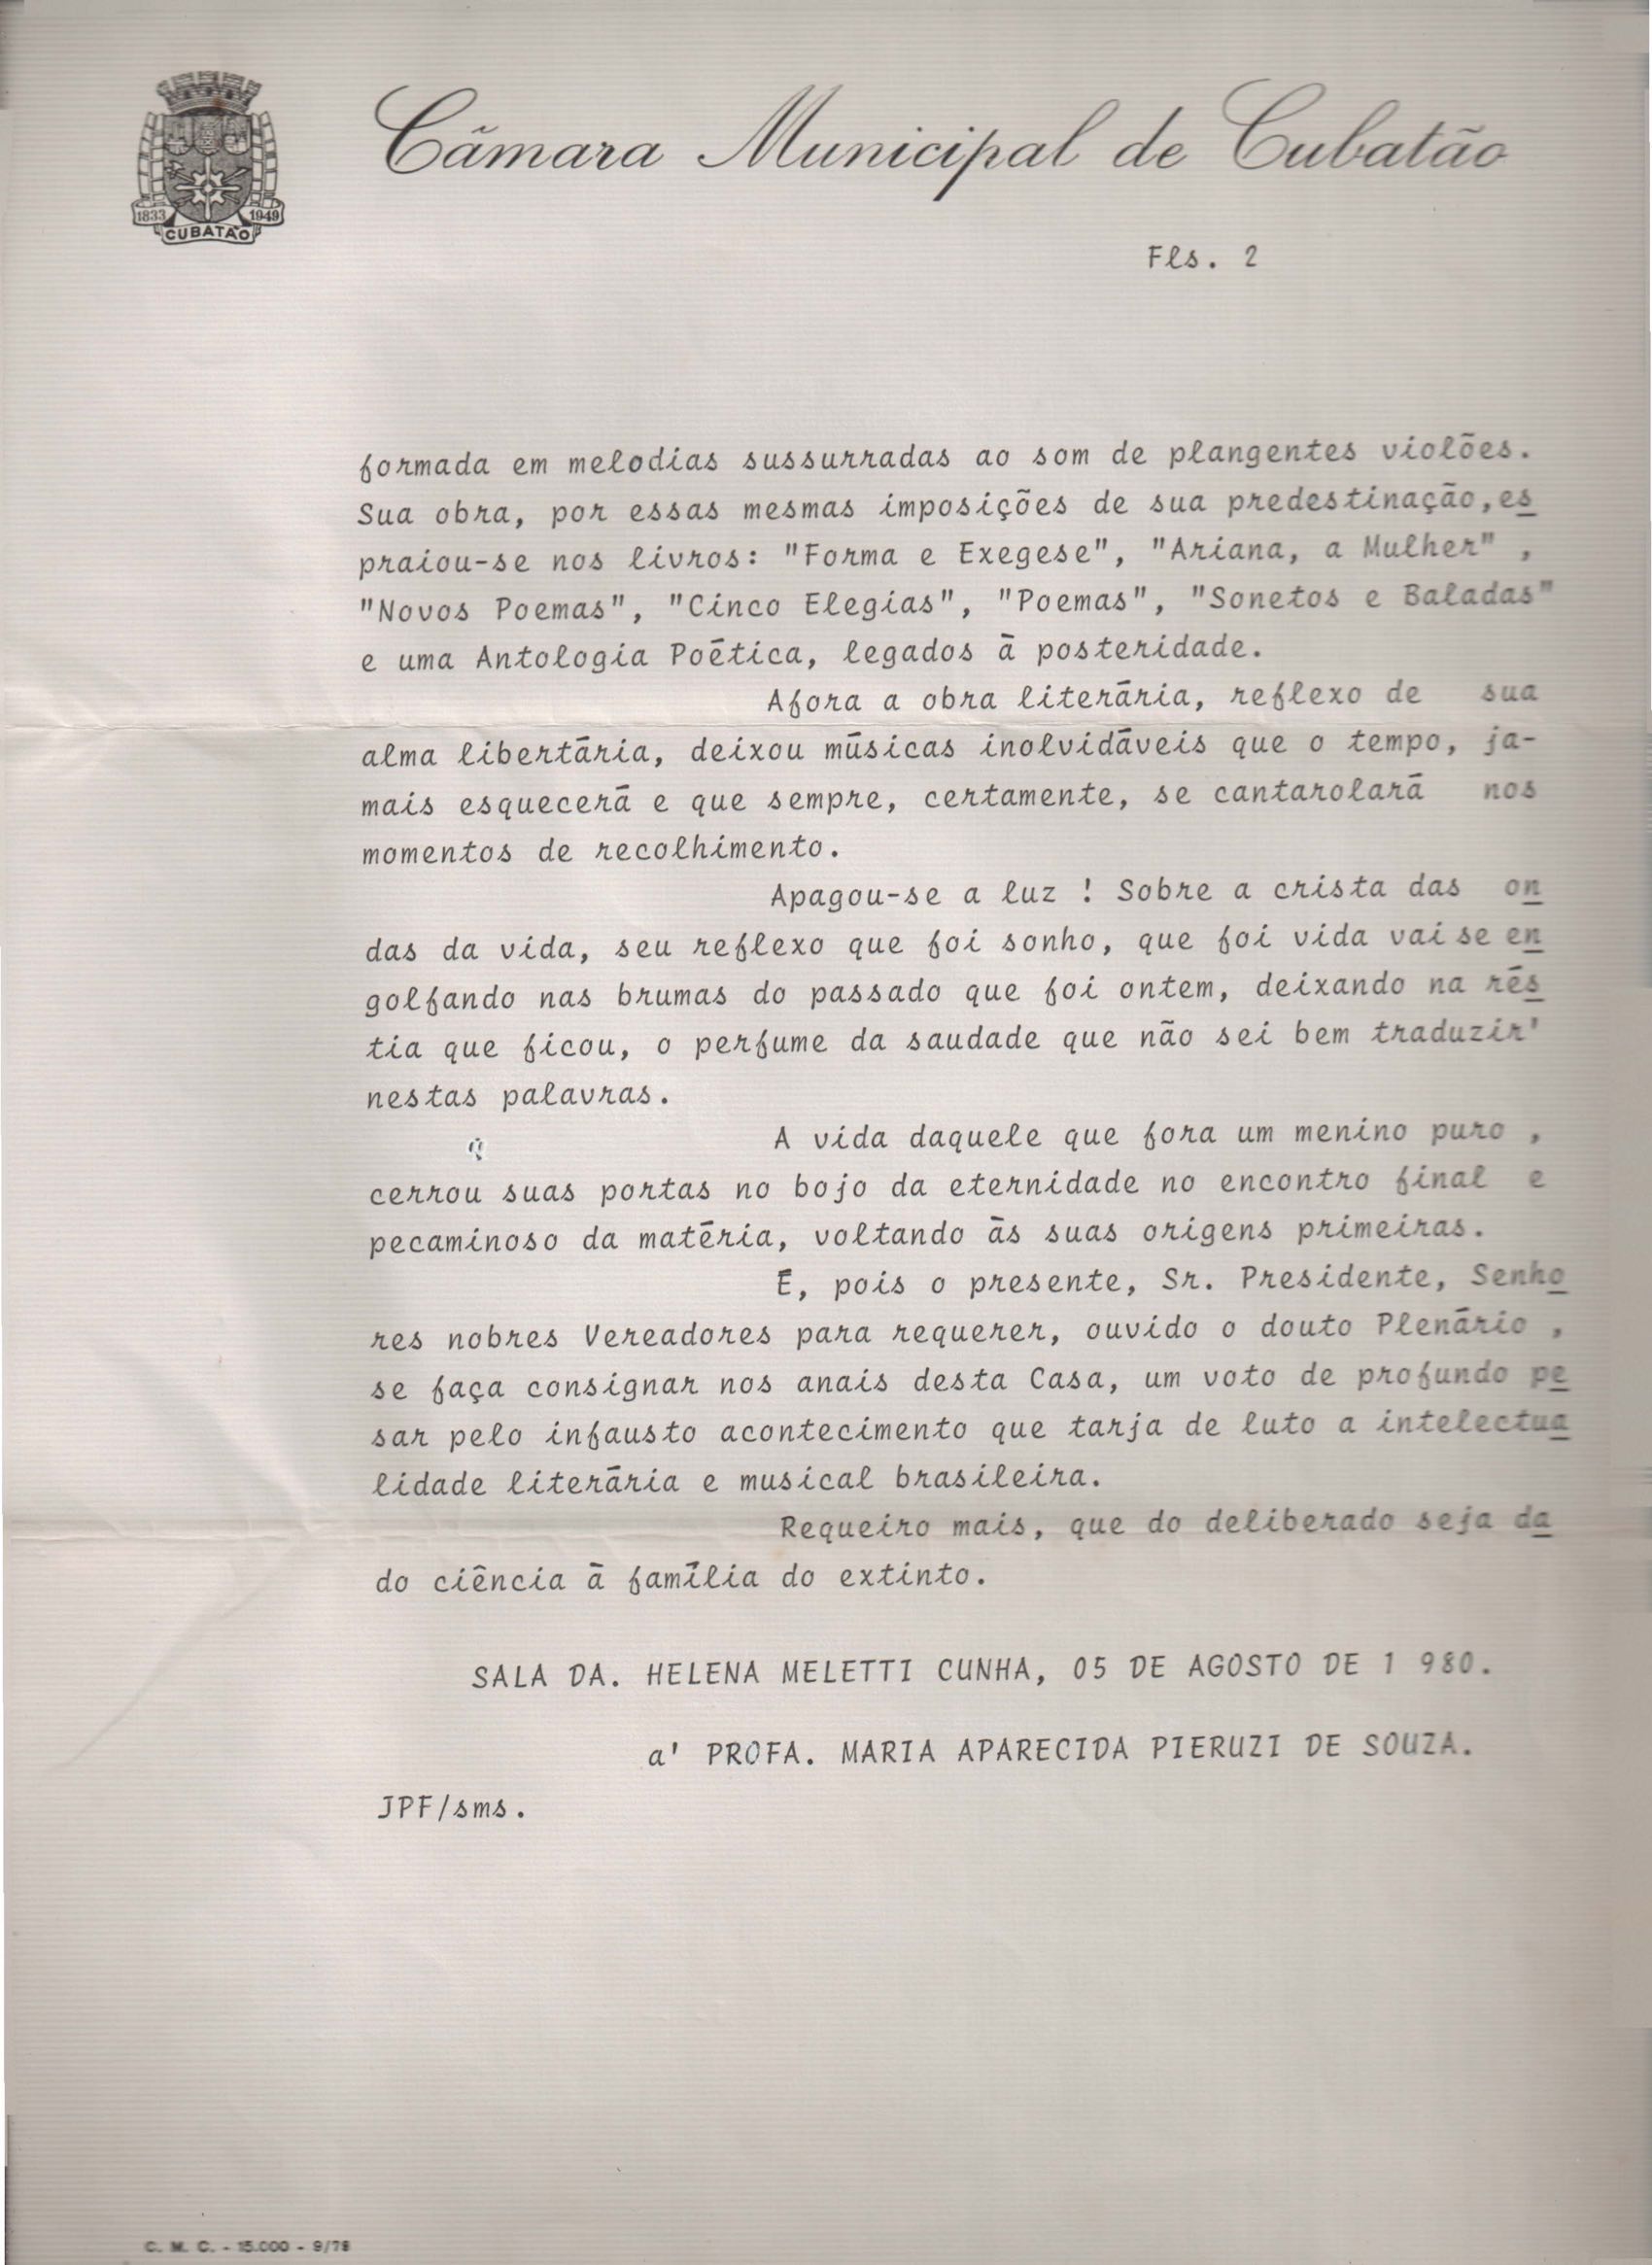 Câmara Municipal de Cubatão
1833 1949
CUBATÃO
Fls. 2
formada em melodias sussurradas ao som de plangentes violões.
Sua obra, por essas mesmas imposições de sua predestinação, es
praiou-se nos livros: "Forma e Exegese", "Ariana, a Mulher" ,
"Novos Poemas", "Cinco Elegias", "Poemas", "Sonetos e Baladas"
e uma Antologia Poética, legados à posteridade.
Afora a obra literária, reflexo de sua
alma libertária, deixou músicas inolvidáveis que o tempo, ja-
mais esquecerá e que sempre, certamente, se cantarolará nos
momentos de recolhimento.
Apagou-se a luz ! Sobre a crista das on
das da vida, seu reflexo que foi sonho, que foi vida vai se en
golfando nas brumas do passado que foi ontem, deixando na rés
tia que ficou, o perfume da saudade que não sei bem traduzir'
nestas palavras.
A vida daquele que fora um menino puro ,
cerrou suas portas no bojo da eternidade no encontro final e
pecaminoso da matéria, voltando às suas origens primeiras.
É, pois o presente, Sr. Presidente, Senho
res nobres Vereadores para requerer, ouvido o douto Plenário ,
se faça consignar nos anais desta Casa, um voto de profundo pe
sar pelo infausto acontecimento que tarja de luto a intelectua
lidade literária e musical brasileira.
Requeiro mais, que do deliberado seja da
do ciência à família do extinto.
SALA DA. HELENA MELETTI CUNHA, 05 DE AGOSTO DE 1 980.
a' PROFA. MARIA APARECIDA PIERUZI DE SOUZA.
JPF/sms.
C. M. C. - 15.000 - 9/78